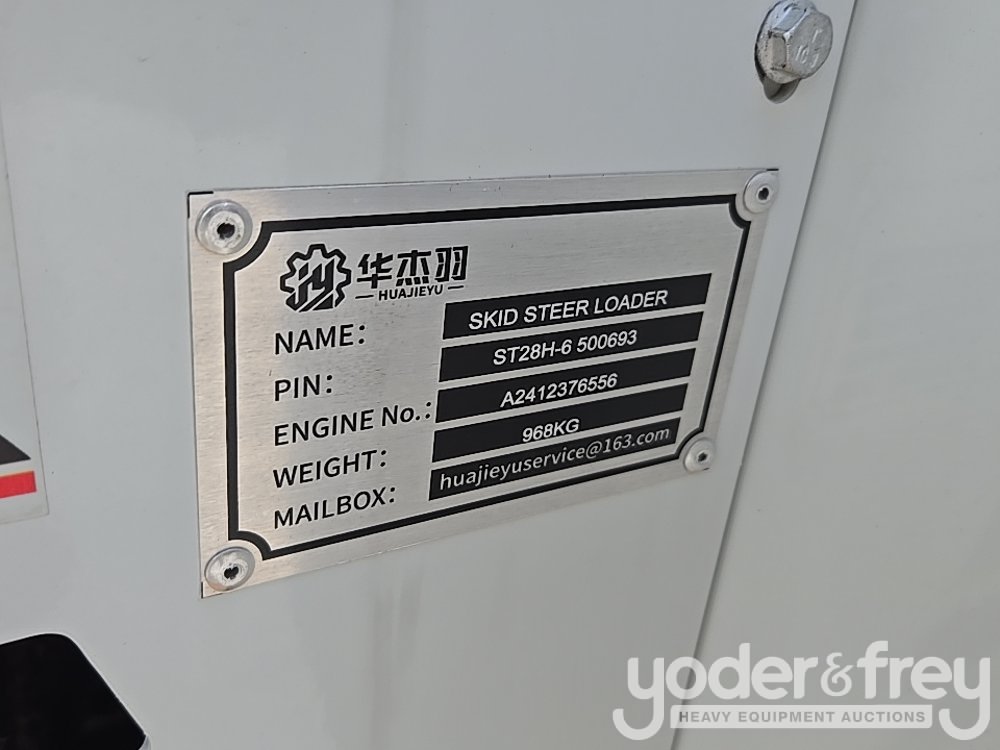 华杰羽
HUAJIEYU
NAME: SKID STEER LOADER
PIN: ST28H-6 500693
ENGINE No.: A2412376556
WEIGHT: 968KG
MAILBOX: huajieyuservice@163.com
yoder&frey
HEAVY EQUIPMENT AUCTIONS